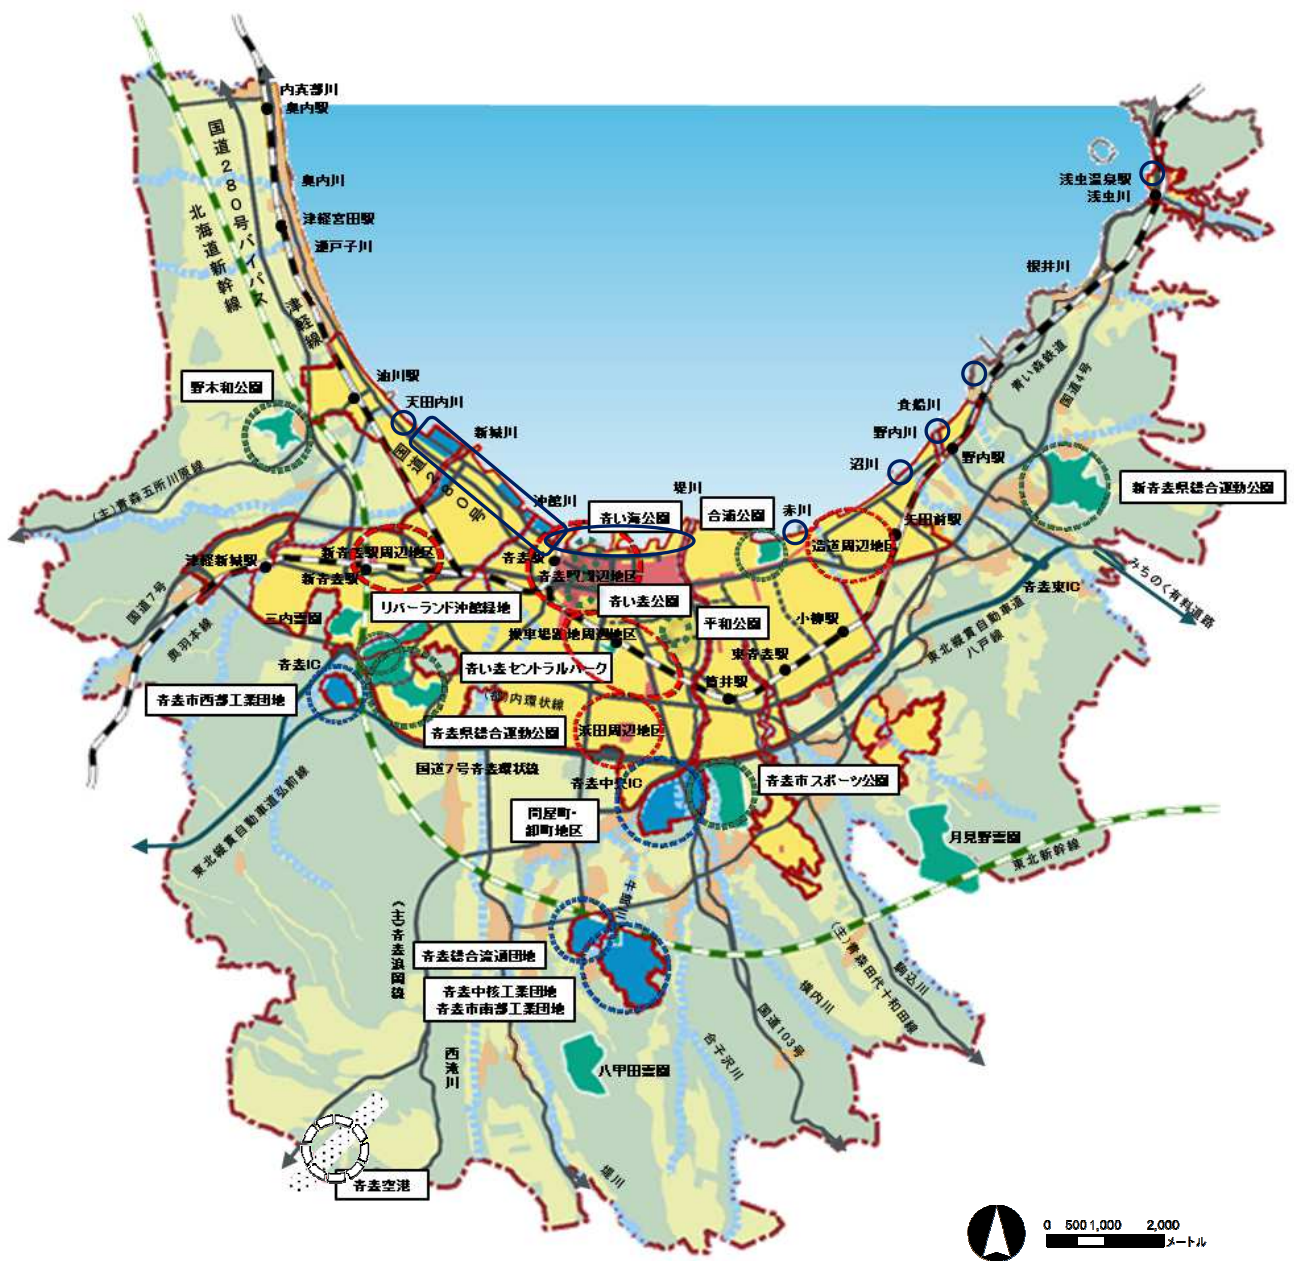 内真部川
奥内駅
国道280号バイパス
奥内川
浅虫温泉駅
浅虫川
北海道新幹線
津軽宮田駅
瀬戸子川
根井川
津軽線
青い森鉄道
国道4号
野木和公園
油川駅
天田内川
新城川
貴船川
野内川
野内駅
国道280号
沼川
(主)青森五所川原線
沖館川
堤川
新青森県総合運動公園
青い海公園
合浦公園
赤川
矢田前駅
造道周辺地区
津軽新城駅
新青森駅周辺地区
新青森駅
青森駅
青森駅周辺地区
みちのく有料道路
青森東IC
国道7号
リバーランド沖館緑地
青い森公園
三内霊園
平和公園
小柳駅
東北縦貫自動車道
八戸線
操車場跡地周辺地区
奥羽本線
東青森駅
青森IC
青い森セントラルパーク
筒井駅
青森市西部工業団地
(都)内環状線
青森県総合運動公園
浜田周辺地区
国道7号青森環状線
青森中央IC
青森市スポーツ公園
東北縦貫自動車道弘前線
問屋町・
卸町地区
月見野霊園
東北新幹線
牛館川
(主)青森浪岡線
青森総合流通団地
(主)青森田代十和田線
駒込川
青森中核工業団地
青森市南部工業団地
横内川
国道103号
合子沢川
西滝川
八甲田霊園
堤川
青森空港
0 500 1,000 2,000
メートル